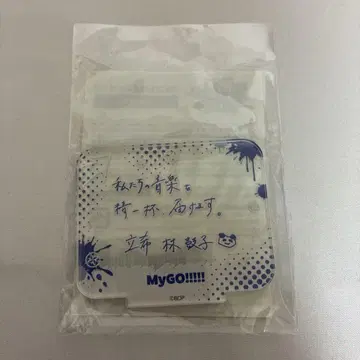 私たちの音楽を
精一杯届けます。
立希 林 鼓子
MyGO!!!!!
©BDP